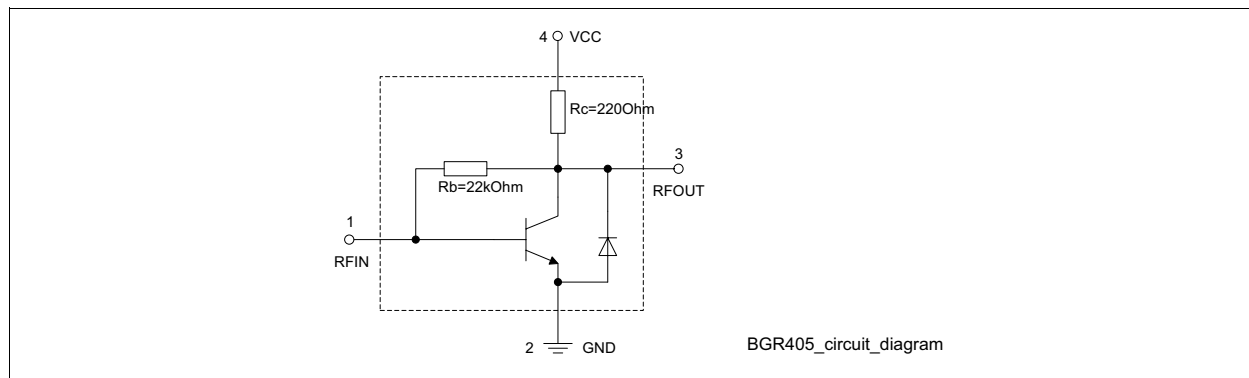 4 VCC
Rc=220Ohm
3
Rb=22kOhm
RFOUT
1
RFIN
2 GND
BGR405_circuit_diagram